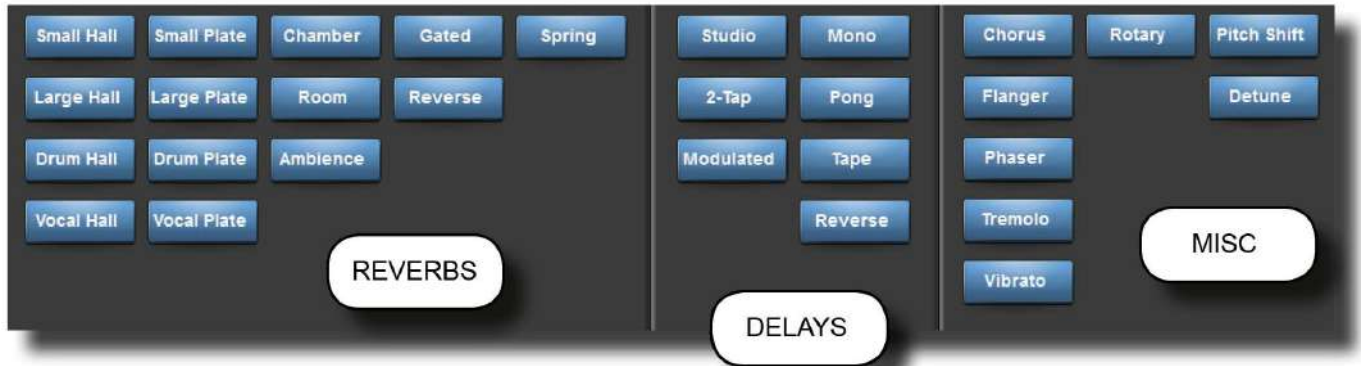 Small Hall Small Plate Chamber Gated Spring Studio Mono Chorus Rotary Pitch Shift
Large Hall Large Plate Room Reverse 2-Tap Pong Flanger Detune
Drum Hall Drum Plate Ambience Modulated Tape Phaser
Vocal Hall Vocal Plate Reverse Tremolo
REVERBS MISC
Vibrato
DELAYS